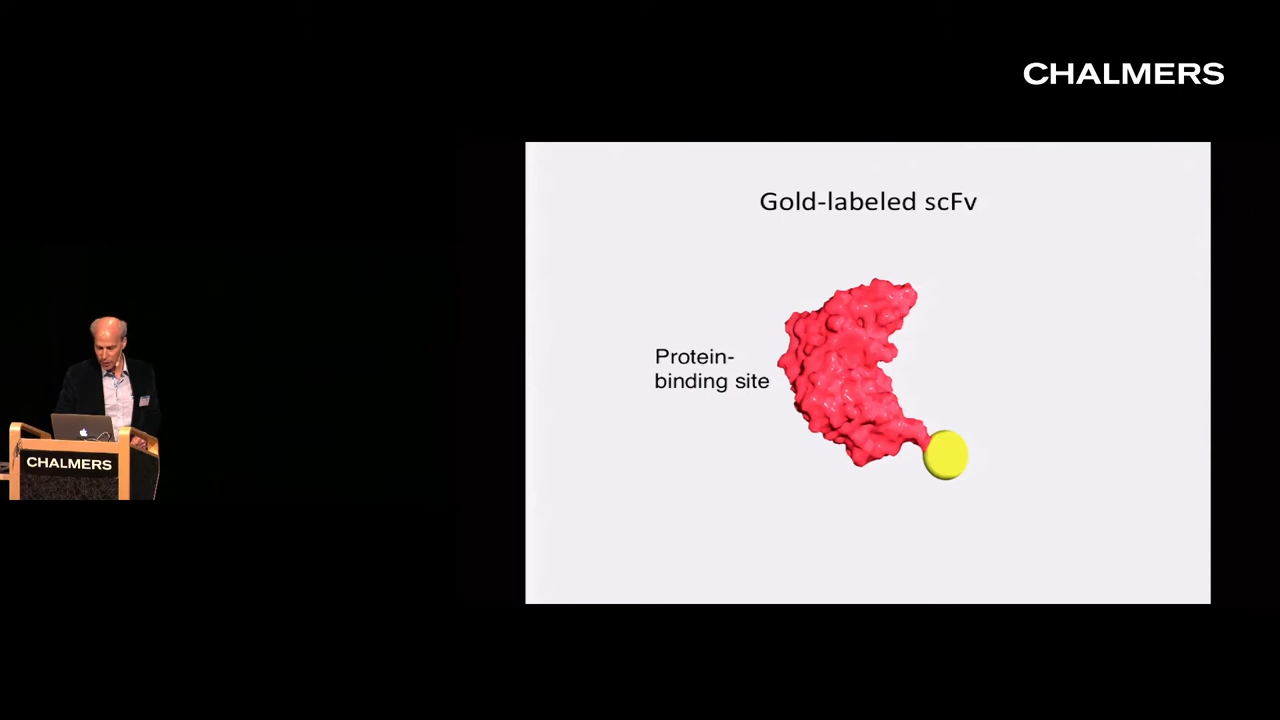 CHALMERS
Gold-labeled scFv
Protein-
binding site
CHALMERS